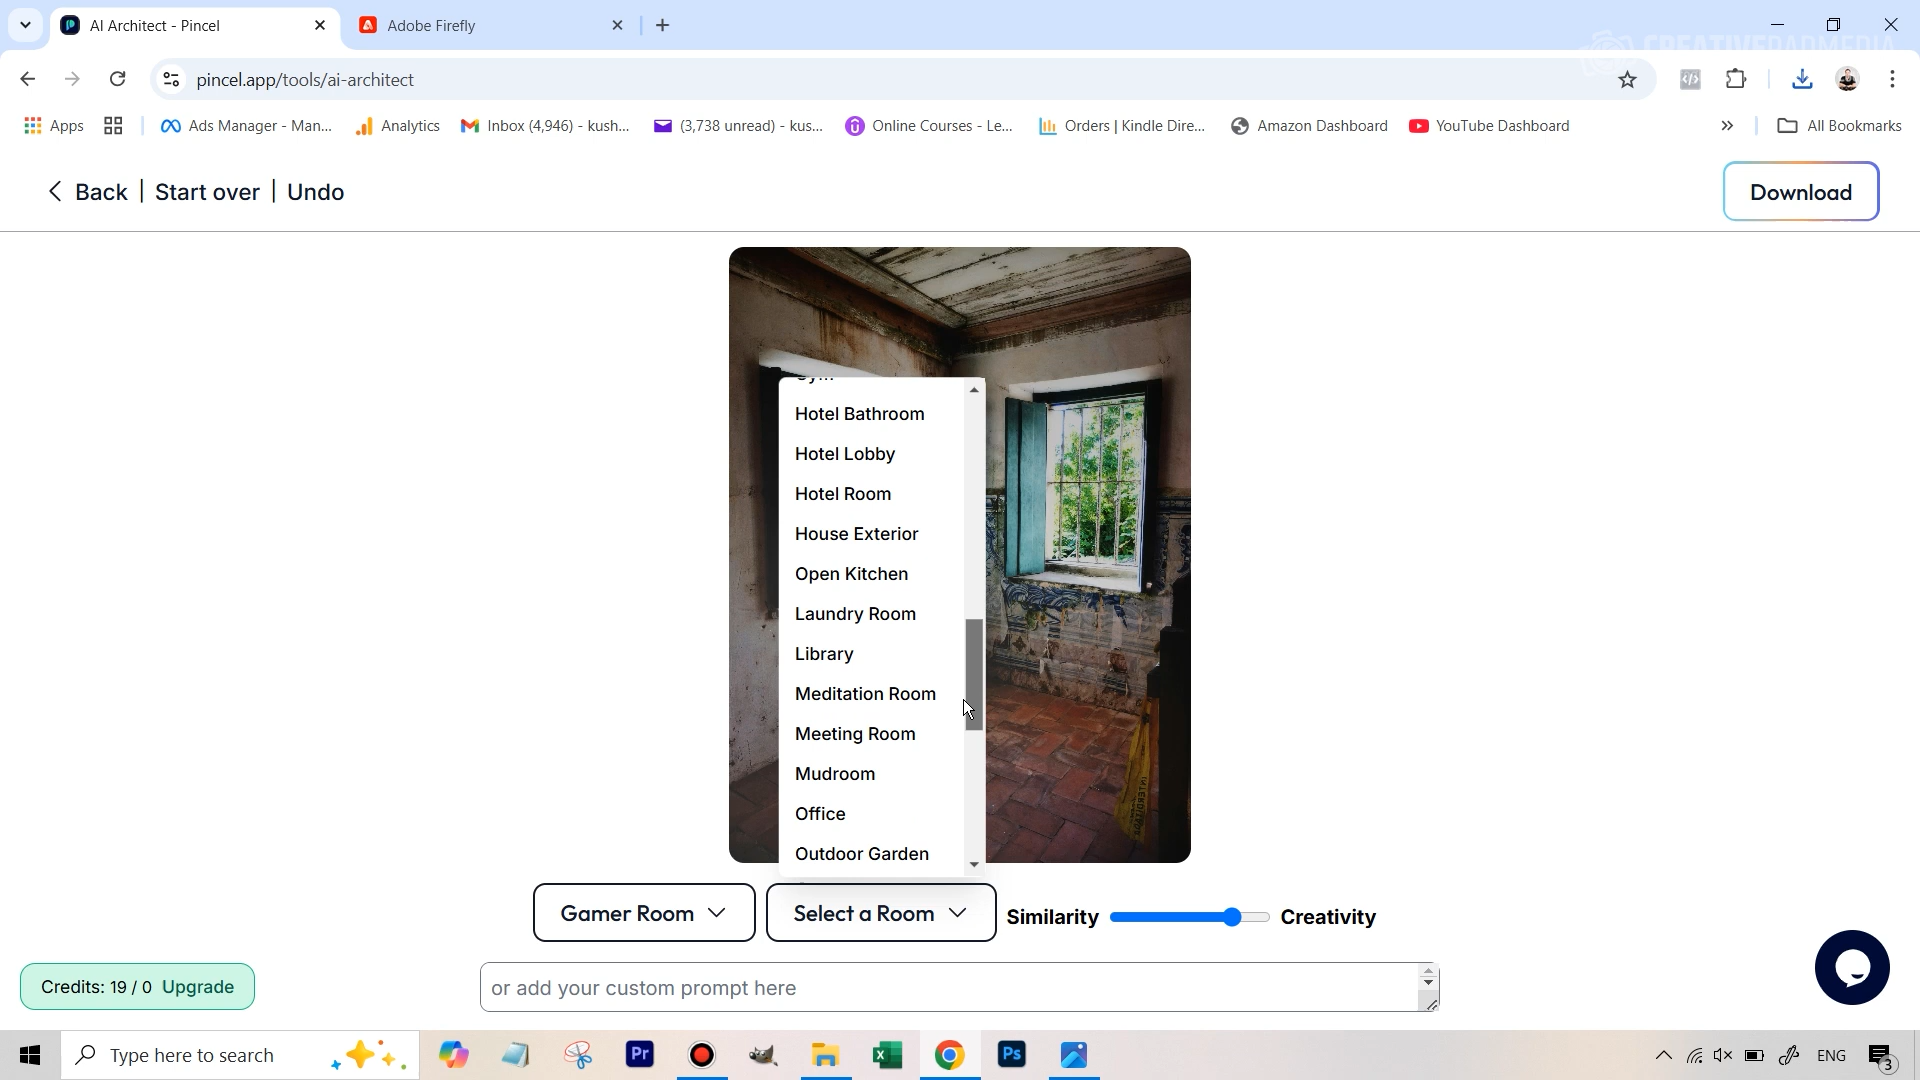 AI Architect - Pincel
Adobe Firefly
CREATIVEDADMEDIA
pincel.app/tools/ai-architect
Apps
Ads Manager - Man...
Analytics
Inbox (4,946) - kush...
(3,738 unread) - kus...
Online Courses - Le...
Orders | Kindle Dire...
Amazon Dashboard
YouTube Dashboard
All Bookmarks
Back | Start over | Undo
Download
Hotel Bathroom
Hotel Lobby
Hotel Room
House Exterior
Open Kitchen
Laundry Room
Library
Meditation Room
Meeting Room
Mudroom
Office
Outdoor Garden
Gamer Room
Select a Room
Similarity
Creativity
Credits: 19 / 0 Upgrade
or add your custom prompt here
Type here to search
ENG
3